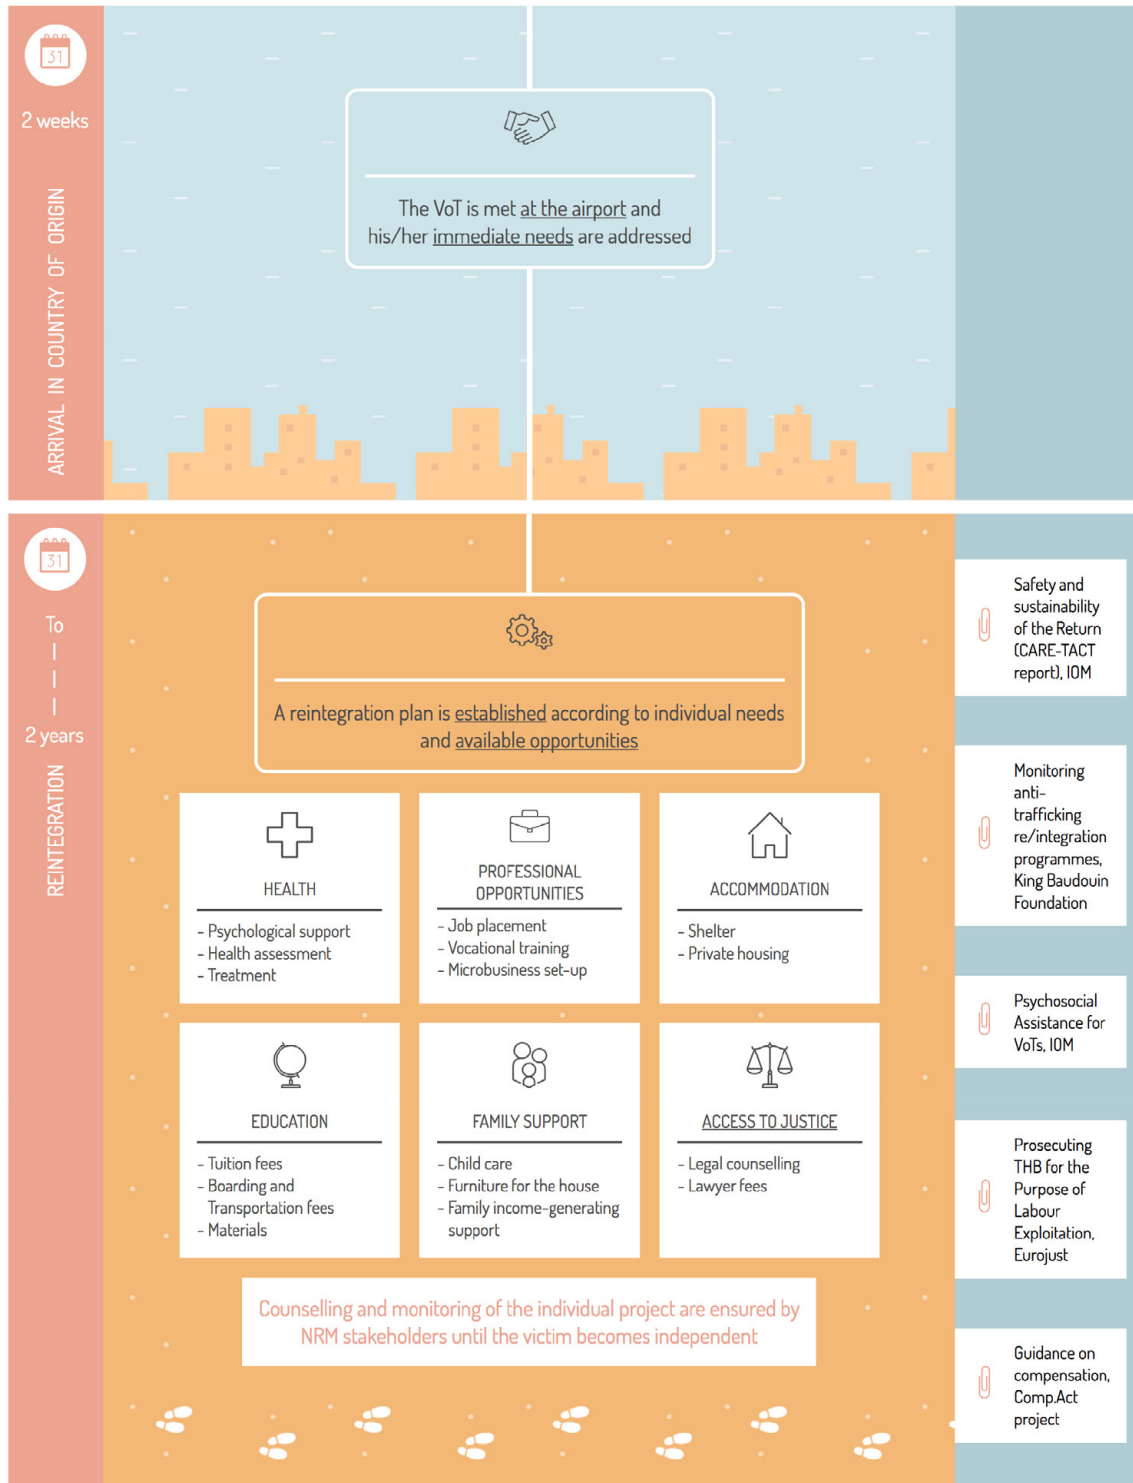 31
2 weeks
ARRIVAL IN COUNTRY OF ORIGIN
The VoT is met at the airport and
his/her immediate needs are addressed
31
To
2 years
REINTEGRATION
A reintegration plan is established according to individual needs
and available opportunities
HEALTH
- Psychological support
- Health assessment
- Treatment
PROFESSIONAL
OPPORTUNITIES
- Job placement
- Vocational training
- Microbusiness set-up
ACCOMMODATION
- Shelter
- Private housing
EDUCATION
- Tuition fees
- Boarding and
Transportation fees
- Materials
FAMILY SUPPORT
- Child care
- Furniture for the house
- Family income-generating
support
ACCESS TO JUSTICE
- Legal counselling
- Lawyer fees
Counselling and monitoring of the individual project are ensured by
NRM stakeholders until the victim becomes independent
Safety and
sustainability
of the Return
(CARE-TACT
report), IOM
Monitoring
anti-
trafficking
re/integration
programmes,
King Baudouin
Foundation
Psychosocial
Assistance for
VoTs, IOM
Prosecuting
THB for the
Purpose of
Labour
Exploitation,
Eurojust
Guidance on
compensation,
Comp.Act
project